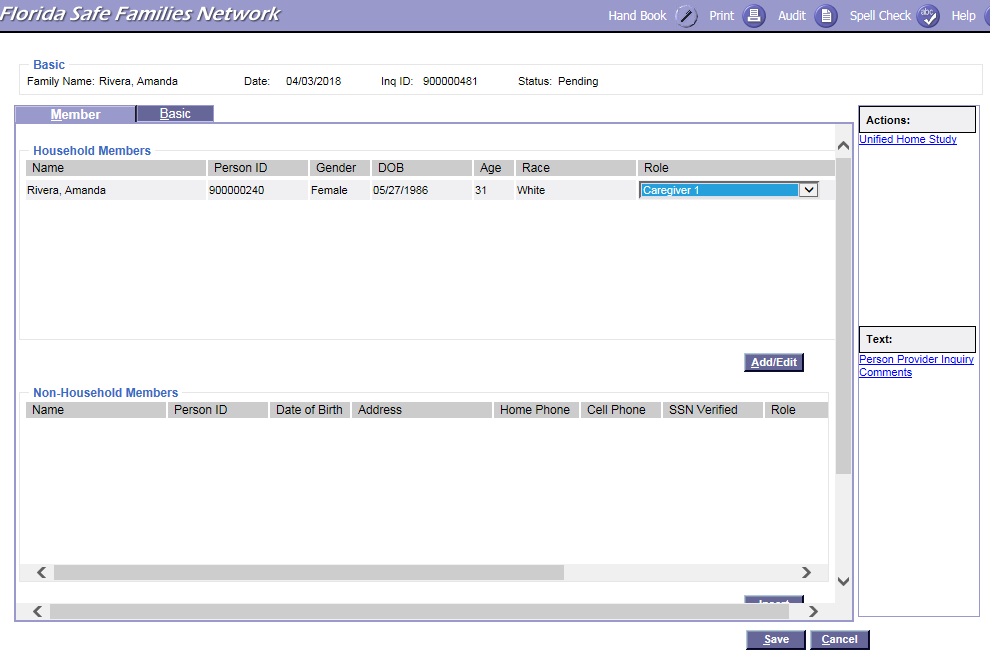 Florida Safe Families Network
Hand Book Print Audit Spell Check abc Help
Basic
Family Name: Rivera, Amanda Date: 04/03/2018 Inq ID: 900000481 Status: Pending
Member Basic
Actions:
Unified Home Study
Household Members
Name Person ID Gender DOB Age Race Role
Rivera, Amanda 900000240 Female 05/27/1986 31 White Caregiver 1
Text:
Person Provider Inquiry
Comments
Add/Edit
Non-Household Members
Name Person ID Date of Birth Address Home Phone Cell Phone SSN Verified Role
Insert
Save Cancel